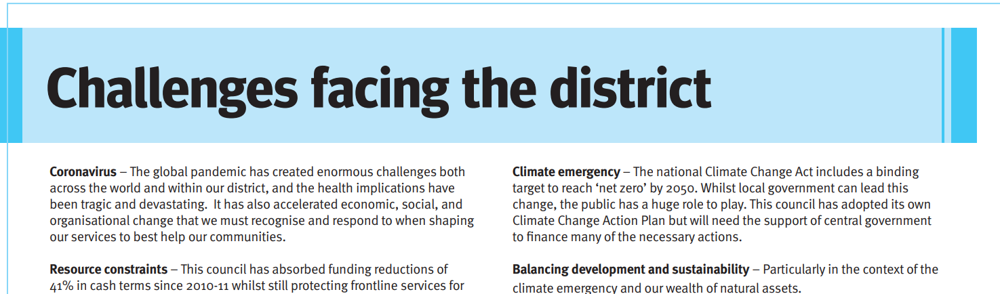 Challenges facing the district
Coronavirus – The global pandemic has created enormous challenges both
across the world and within our district, and the health implications have
been tragic and devastating.  It has also accelerated economic, social, and
organisational change that we must recognise and respond to when shaping
our services to best help our communities.
Resource constraints – This council has absorbed funding reductions of
41% in cash terms since 2010-11 whilst still protecting frontline services for
Climate emergency – The national Climate Change Act includes a binding
target to reach ‘net zero’ by 2050. Whilst local government can lead this
change, the public has a huge role to play. This council has adopted its own
Climate Change Action Plan but will need the support of central government
to finance many of the necessary actions.
Balancing development and sustainability – Particularly in the context of the
climate emergency and our wealth of natural assets.